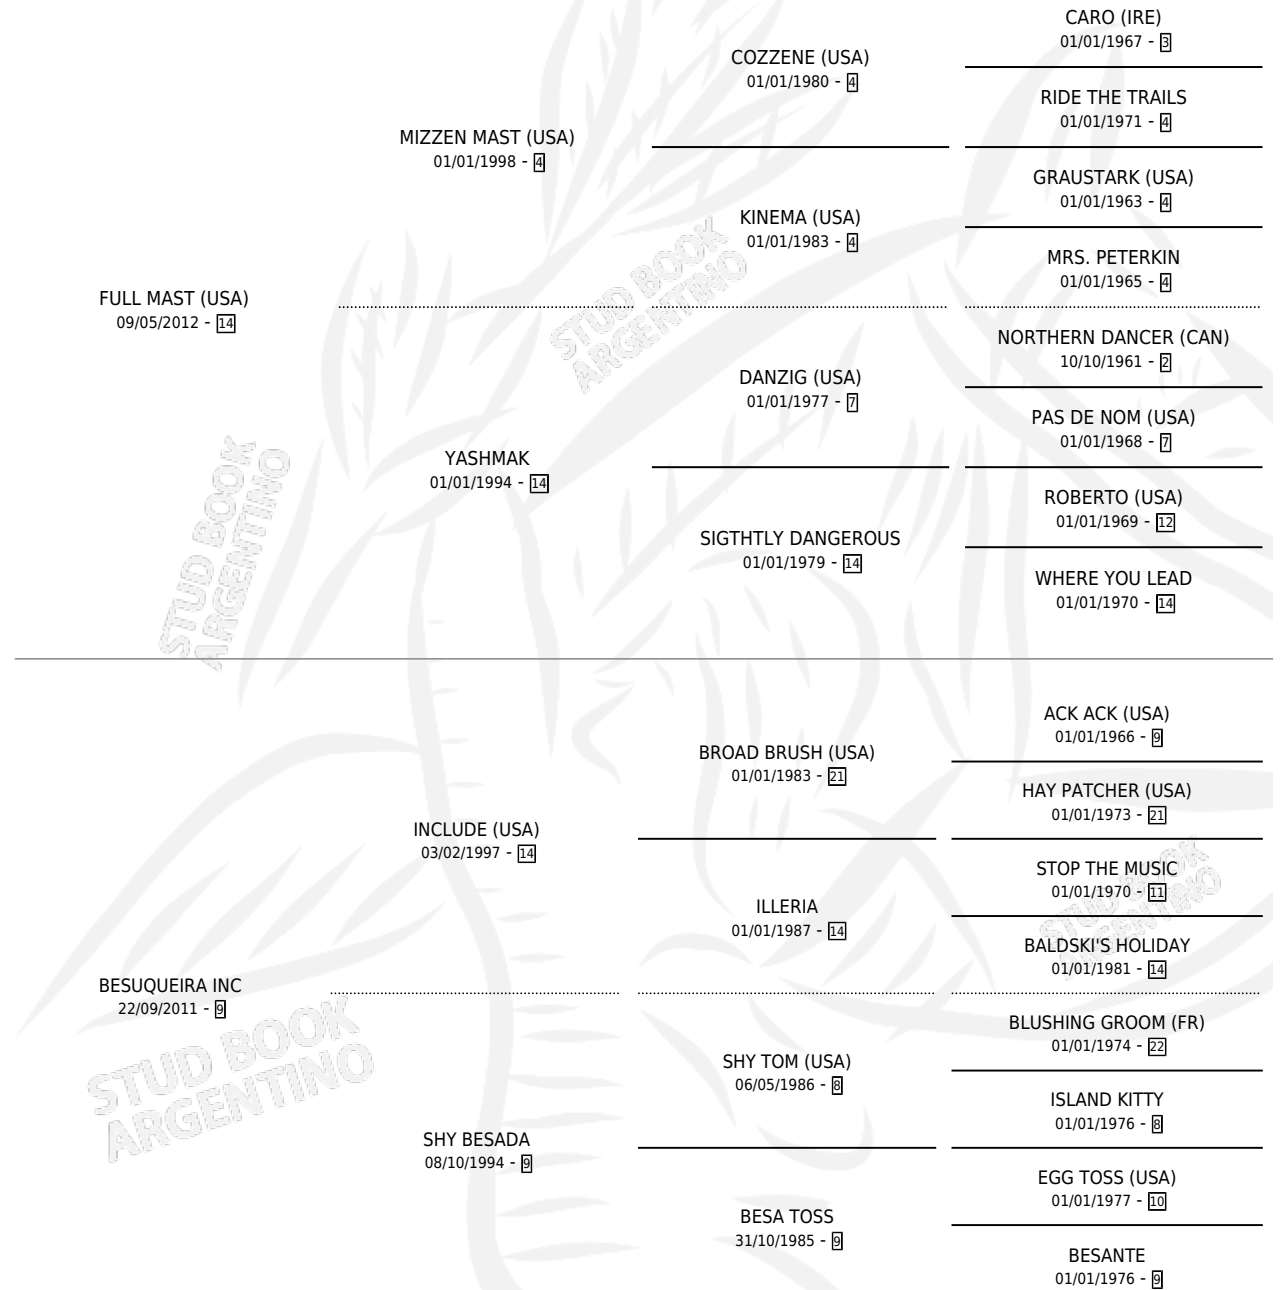 CARO (IRE)
01/01/1967 - 3
COZZENE (USA)
01/01/1980 - 4
RIDE THE TRAILS
01/01/1971 - 4
MIZZEN MAST (USA)
01/01/1998 - 4
GRAUSTARK (USA)
01/01/1963 - 4
KINEMA (USA)
01/01/1983 - 4
MRS. PETERKIN
01/01/1965 - 4
FULL MAST (USA)
09/05/2012 - 14
NORTHERN DANCER (CAN)
10/10/1961 - 2
DANZIG (USA)
01/01/1977 - 7
PAS DE NOM (USA)
01/01/1968 - 7
YASHMAK
01/01/1994 - 14
ROBERTO (USA)
01/01/1969 - 12
SIGTHTLY DANGEROUS
01/01/1979 - 14
WHERE YOU LEAD
01/01/1970 - 14
ACK ACK (USA)
01/01/1966 - 9
BROAD BRUSH (USA)
01/01/1983 - 21
HAY PATCHER (USA)
01/01/1973 - 21
INCLUDE (USA)
03/02/1997 - 14
STOP THE MUSIC
01/01/1970 - 11
ILLERIA
01/01/1987 - 14
BALDSKI'S HOLIDAY
01/01/1981 - 14
BESUQUEIRA INC
22/09/2011 - 9
BLUSHING GROOM (FR)
01/01/1974 - 22
SHY TOM (USA)
06/05/1986 - 8
ISLAND KITTY
01/01/1976 - 8
SHY BESADA
08/10/1994 - 9
EGG TOSS (USA)
01/01/1977 - 10
BESA TOSS
31/10/1985 - 9
BESANTE
01/01/1976 - 9
STUD BOOK
ARGENTINO
STUD BOOK
ARGENTINO
STUD BOOK
ARGENTINO
STUD BOOK
ARGENTINO